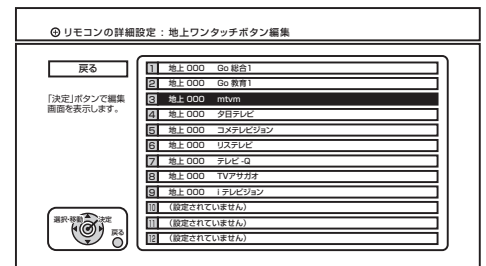 リモコンの詳細設定：地上ワンタッチボタン編集
戻る
「決定」ボタンで編集
画面を表示します。
1 地上 000 Go 総合1
2 地上 000 Go 教育1
3 地上 000 mtvm
4 地上 000 夕日テレビ
5 地上 000 コメテレビジョン
6 地上 000 リステレビ
7 地上 000 テレビ -Q
8 地上 000 TVアサガオ
9 地上 000 i テレビジョン
10 （設定されていません）
11 （設定されていません）
12 （設定されていません）
選択・移動 決定
戻る